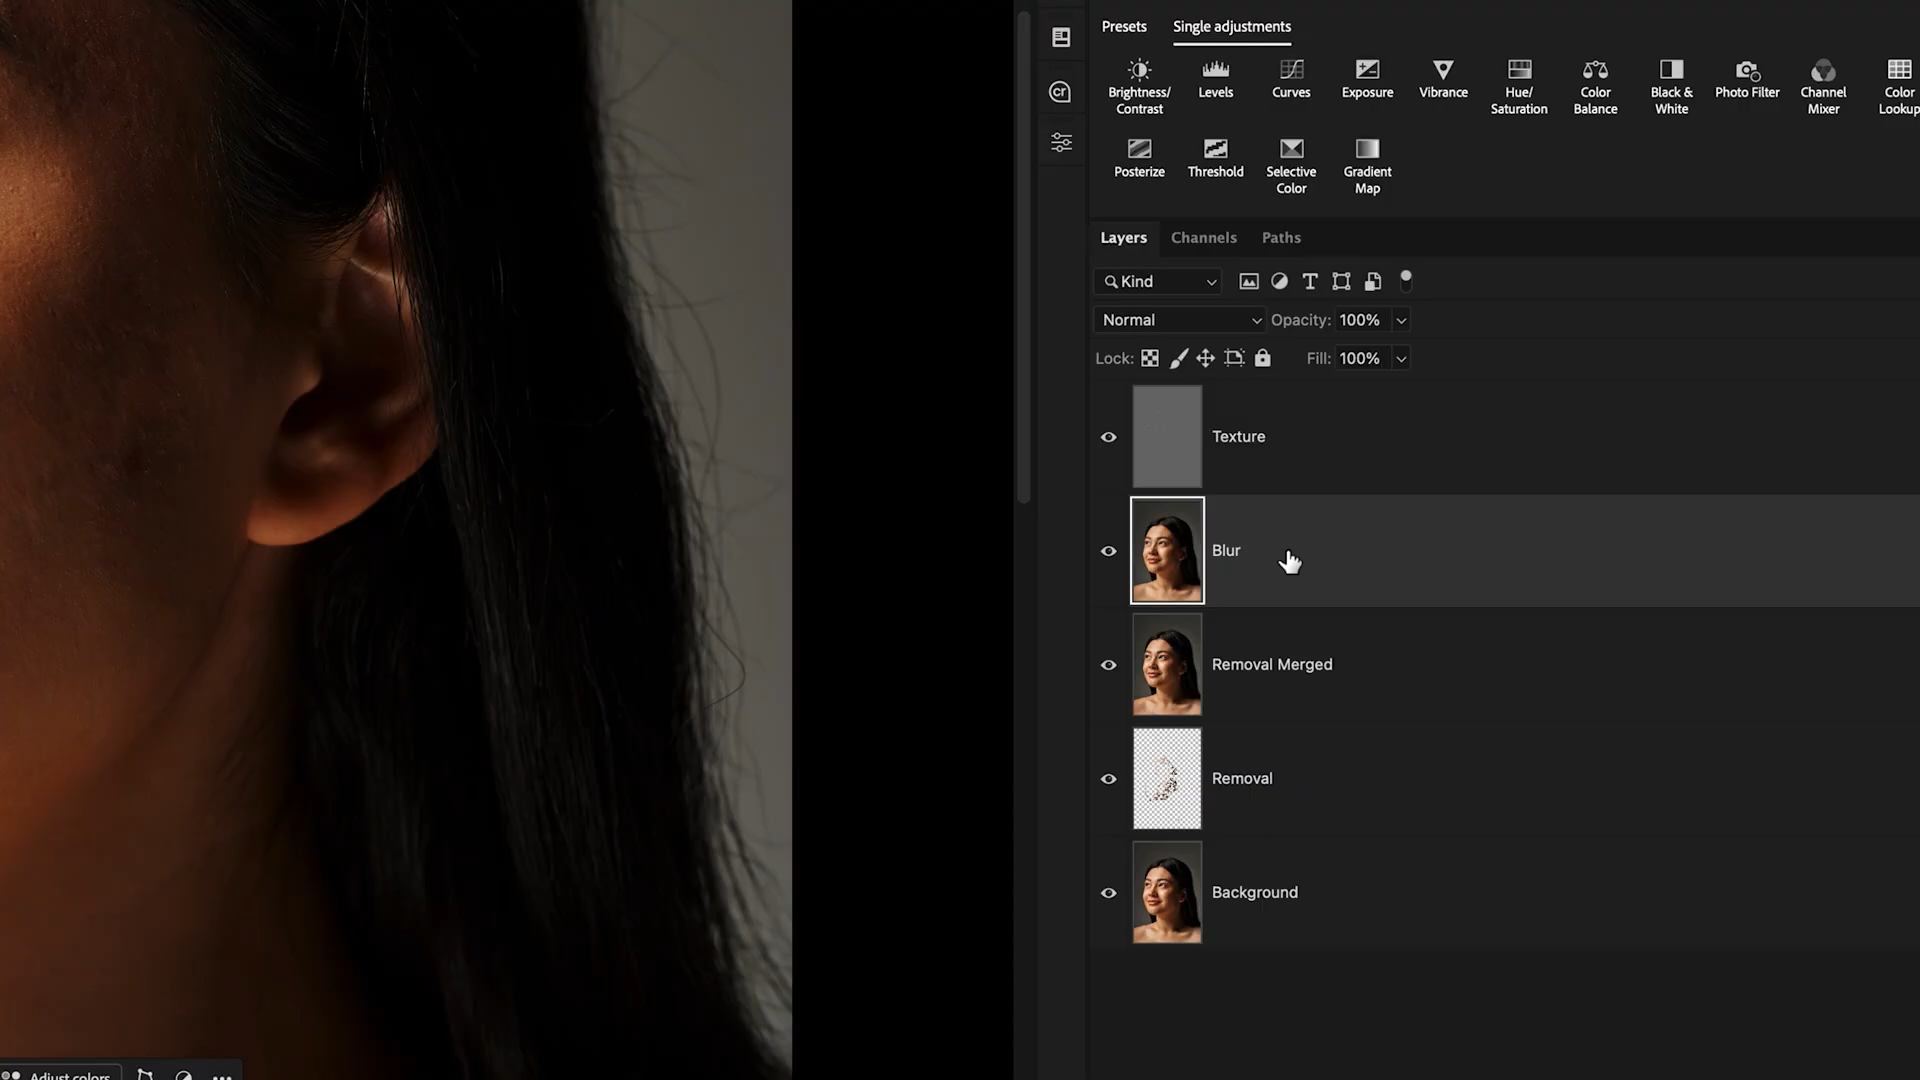 Presets
Single adjustments
Brightness/
Contrast
Levels
Curves
Exposure
Vibrance
Hue/
Saturation
Color
Balance
Black &
White
Photo Filter
Channel
Mixer
Color
Lookup
Posterize
Threshold
Selective
Color
Gradient
Map
Layers
Channels
Paths
Kind
Normal
Opacity: 100%
Lock:
Fill: 100%
Texture
Blur
Removal Merged
Removal
Background
Adjust colors